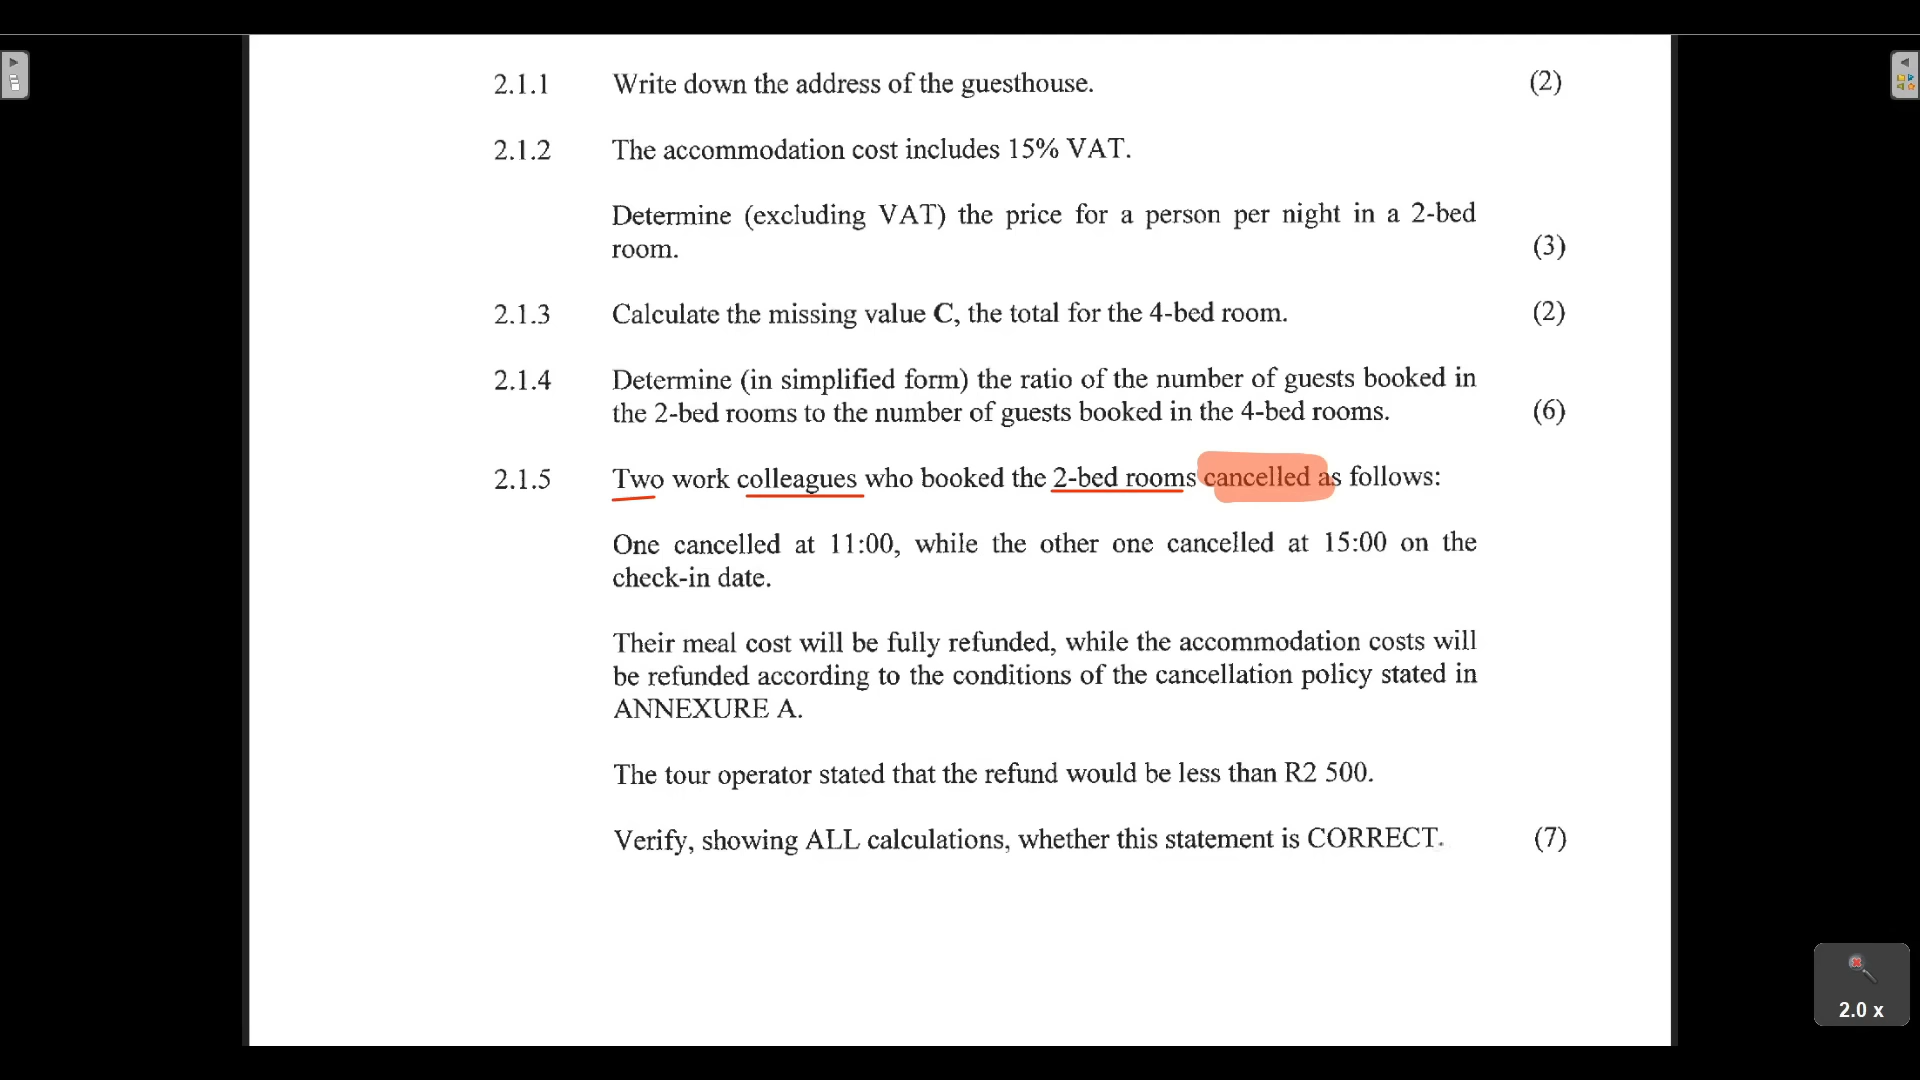 2.1.1 Write down the address of the guesthouse. (2)
2.1.2 The accommodation cost includes 15% VAT.
Determine (excluding VAT) the price for a person per night in a 2-bed
room. (3)
2.1.3 Calculate the missing value C, the total for the 4-bed room. (2)
2.1.4 Determine (in simplified form) the ratio of the number of guests booked in
the 2-bed rooms to the number of guests booked in the 4-bed rooms. (6)
2.1.5 Two work colleagues who booked the 2-bed rooms cancelled as follows:
One cancelled at 11:00, while the other one cancelled at 15:00 on the
check-in date.
Their meal cost will be fully refunded, while the accommodation costs will
be refunded according to the conditions of the cancellation policy stated in
ANNEXURE A.
The tour operator stated that the refund would be less than R2 500.
Verify, showing ALL calculations, whether this statement is CORRECT. (7)
2.0 x